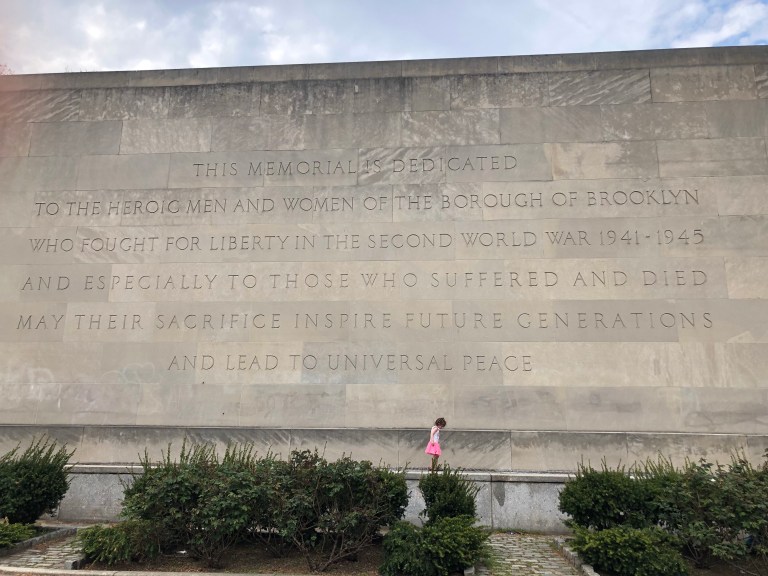 THIS MEMORIAL IS DEDICATED
TO THE HEROIC MEN AND WOMEN OF THE BOROUGH OF BROOKLYN
WHO FOUGHT FOR LIBERTY IN THE SECOND WORLD WAR 1941-1945
AND ESPECIALLY TO THOSE WHO SUFFERED AND DIED
MAY THEIR SACRIFICE INSPIRE FUTURE GENERATIONS
AND LEAD TO UNIVERSAL PEACE